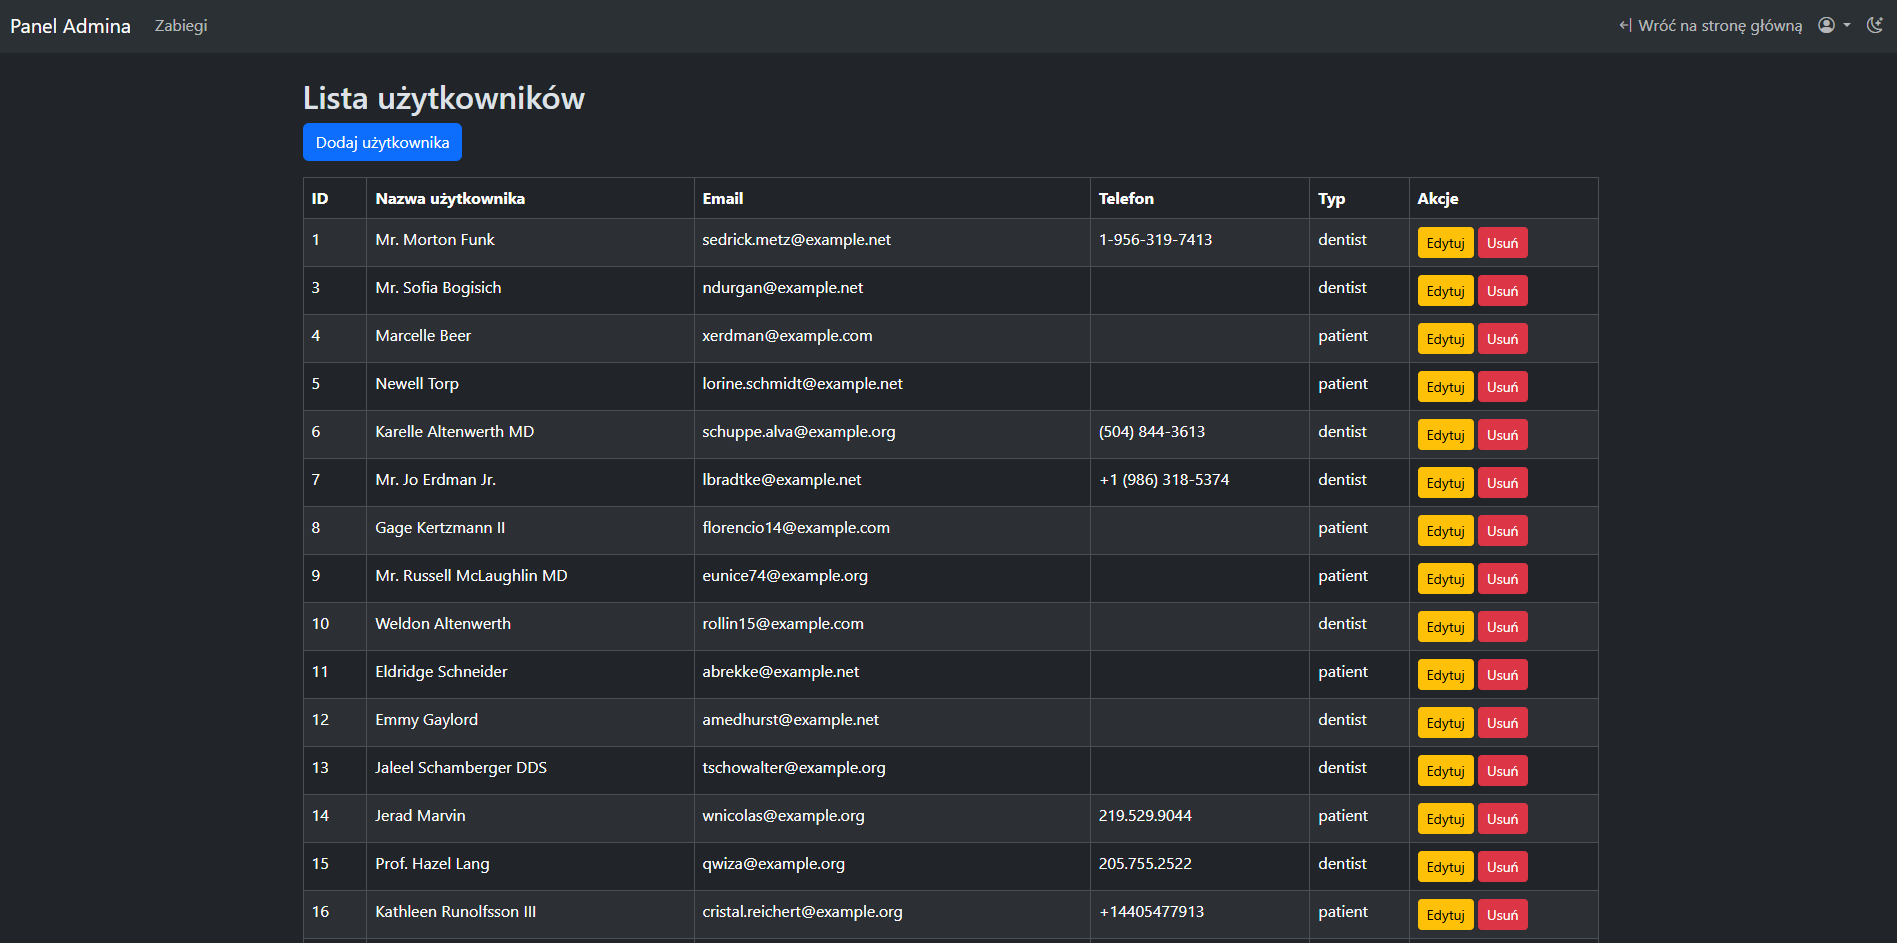 Panel Admina Zabiegi Wróć na stronę główną
Lista użytkowników
Dodaj użytkownika
ID Nazwa użytkownika Email Telefon Typ Akcje
1 Mr. Morton Funk sedrick.metz@example.net 1-956-319-7413 dentist Edytuj Usuń
3 Mr. Sofia Bogisich ndurgan@example.net dentist Edytuj Usuń
4 Marcelle Beer xerdman@example.com patient Edytuj Usuń
5 Newell Torp lorine.schmidt@example.net patient Edytuj Usuń
6 Karelle Altenwerth MD schuppe.alva@example.org (504) 844-3613 dentist Edytuj Usuń
7 Mr. Jo Erdman Jr. lbradtke@example.net +1 (986) 318-5374 dentist Edytuj Usuń
8 Gage Kertzmann II florencio14@example.com patient Edytuj Usuń
9 Mr. Russell McLaughlin MD eunice74@example.org patient Edytuj Usuń
10 Weldon Altenwerth rollin15@example.com dentist Edytuj Usuń
11 Eldridge Schneider abrekke@example.net patient Edytuj Usuń
12 Emmy Gaylord amedhurst@example.net dentist Edytuj Usuń
13 Jaleel Schamberger DDS tschowalter@example.org dentist Edytuj Usuń
14 Jerad Marvin wnicolas@example.org 219.529.9044 patient Edytuj Usuń
15 Prof. Hazel Lang qwiza@example.org 205.755.2522 dentist Edytuj Usuń
16 Kathleen Runolfsson III cristal.reichert@example.org +14405477913 patient Edytuj Usuń